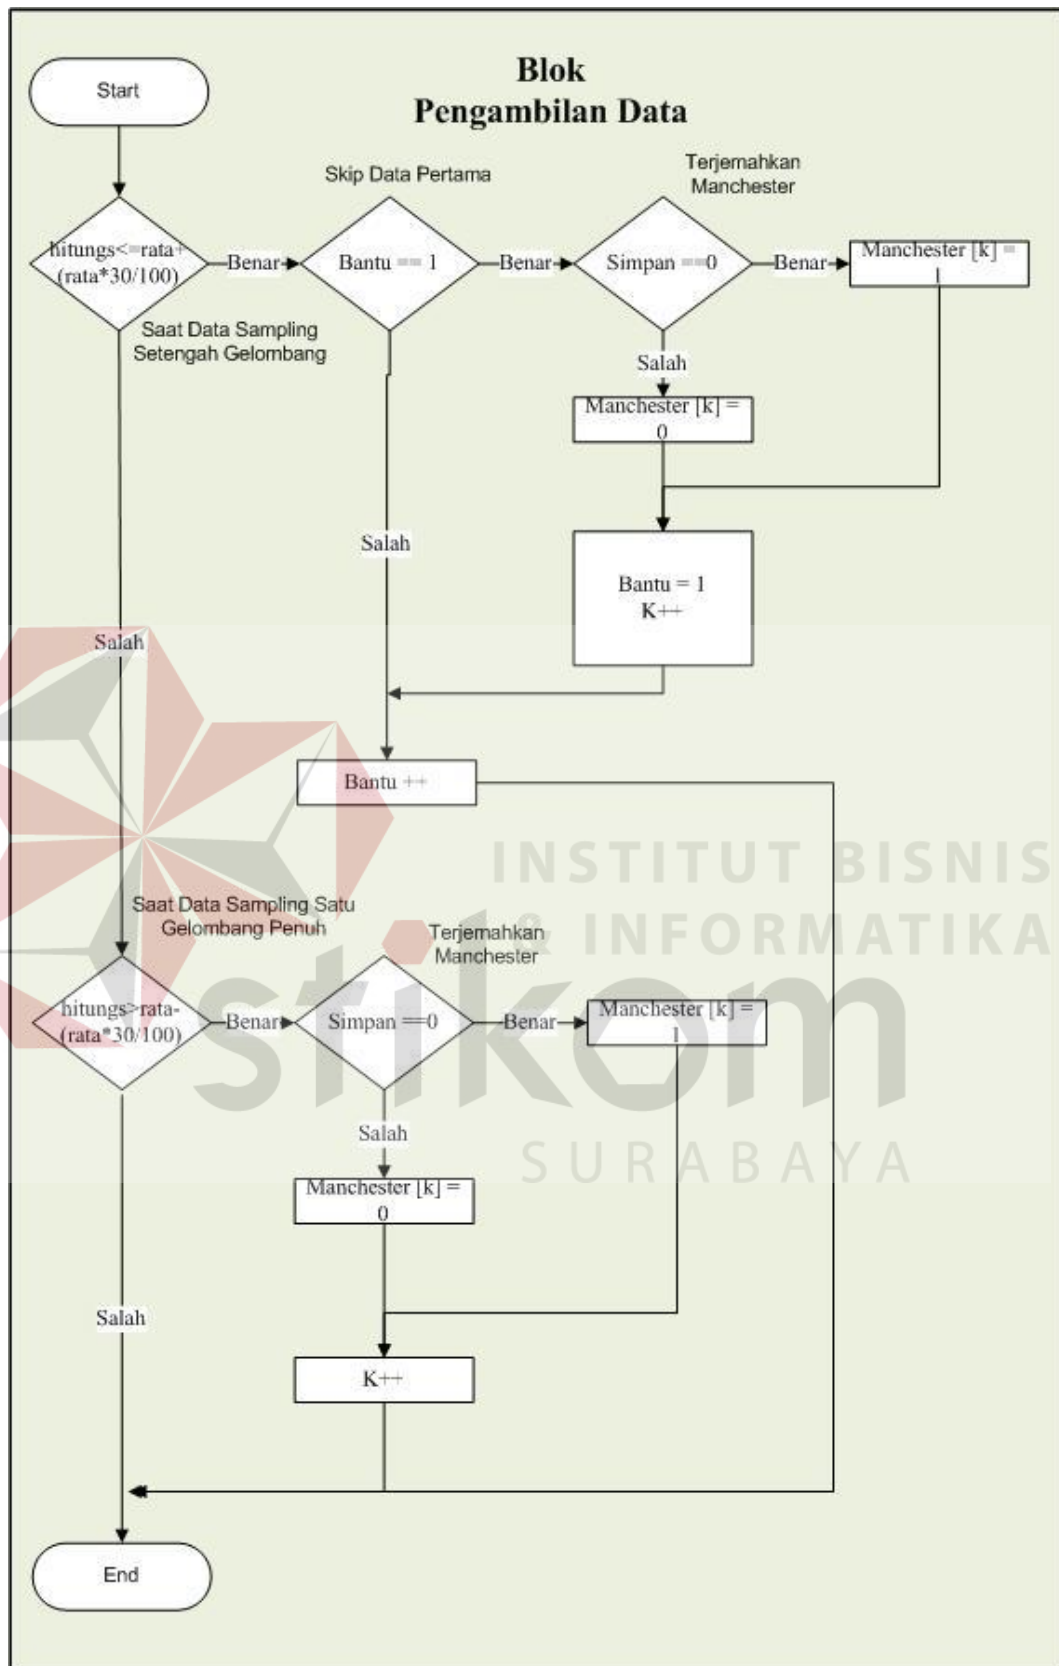 Blok
Pengambilan Data
Start
Skip Data Pertama
Terjemahkan
Manchester
hitungs<=rata+
(rata*30/100)
Benar
Bantu == 1
Benar
Simpan ==0
Benar
Manchester [k] =
1
Saat Data Sampling
Setengah Gelombang
Salah
Manchester [k] =
0
Salah
Bantu = 1
K++
Salah
Bantu ++
INSTITUT BISNIS
& INFORMATIKA
stikom
SURABAYA
Saat Data Sampling Satu
Gelombang Penuh
Terjemahkan
Manchester
hitungs>rata-
(rata*30/100)
Benar
Simpan ==0
Benar
Manchester [k] =
1
Salah
Manchester [k] =
0
Salah
K++
End